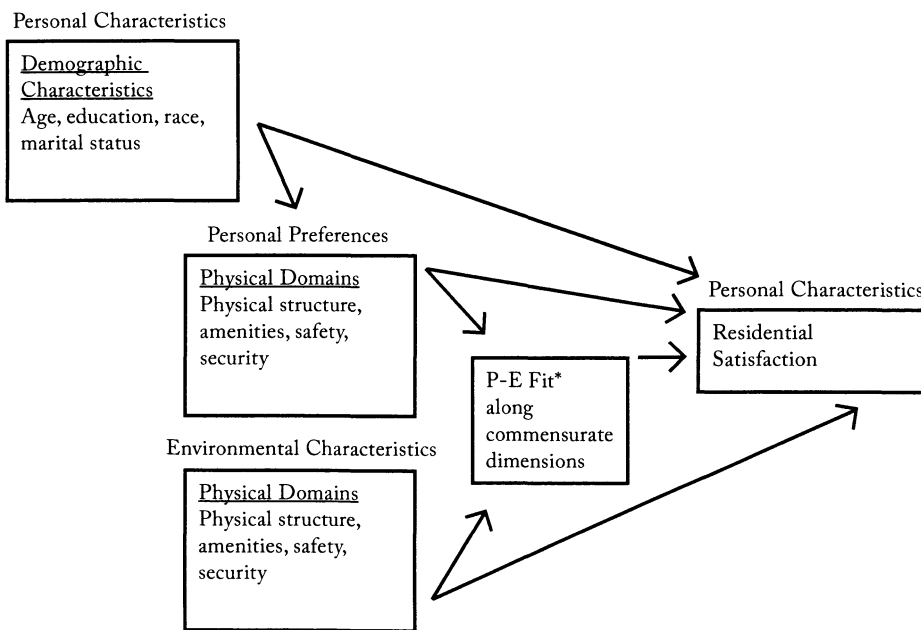 Personal Characteristics
Demographic
Characteristics
Age, education, race,
marital status
Personal Preferences
Physical Domains
Physical structure,
amenities, safety,
security
Personal Characteristics
Residential
Satisfaction
P-E Fit*
along
commensurate
dimensions
Environmental Characteristics
Physical Domains
Physical structure,
amenities, safety,
security